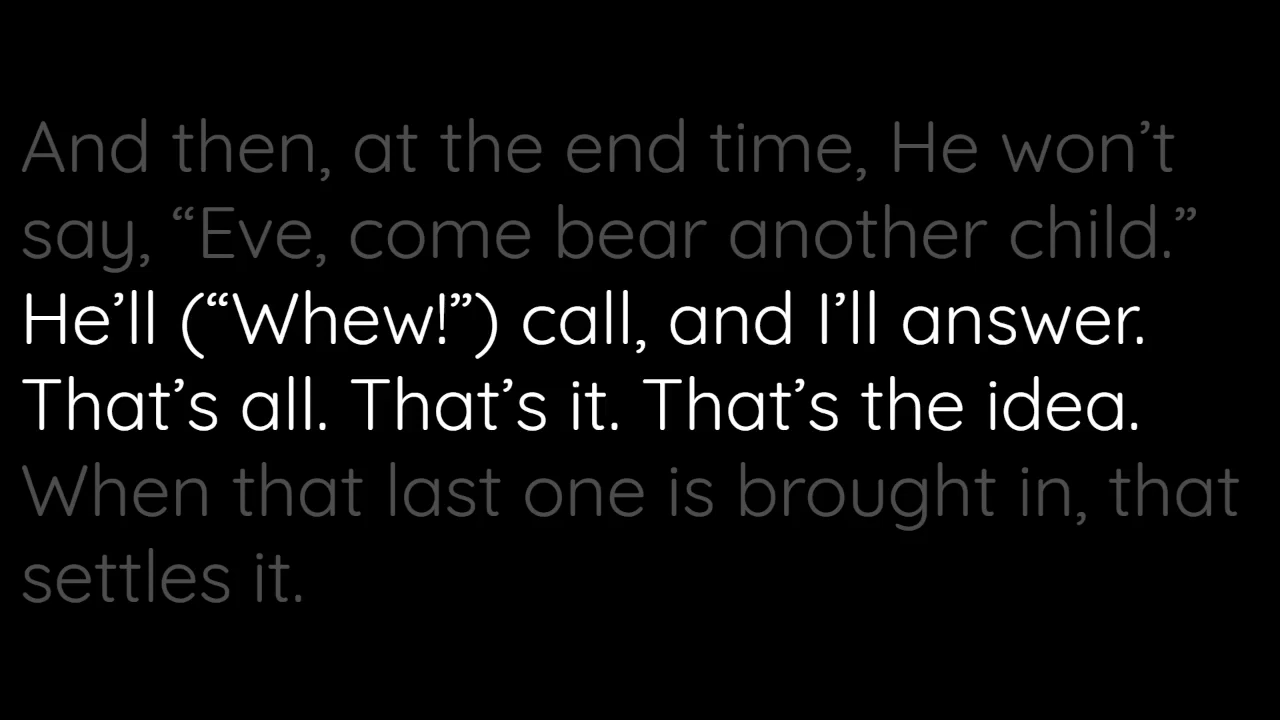 And then, at the end time, He won’t
say, “Eve, come bear another child.”
He’ll (“Whew!”) call, and I’ll answer.
That’s all. That’s it. That’s the idea.
When that last one is brought in, that
settles it.